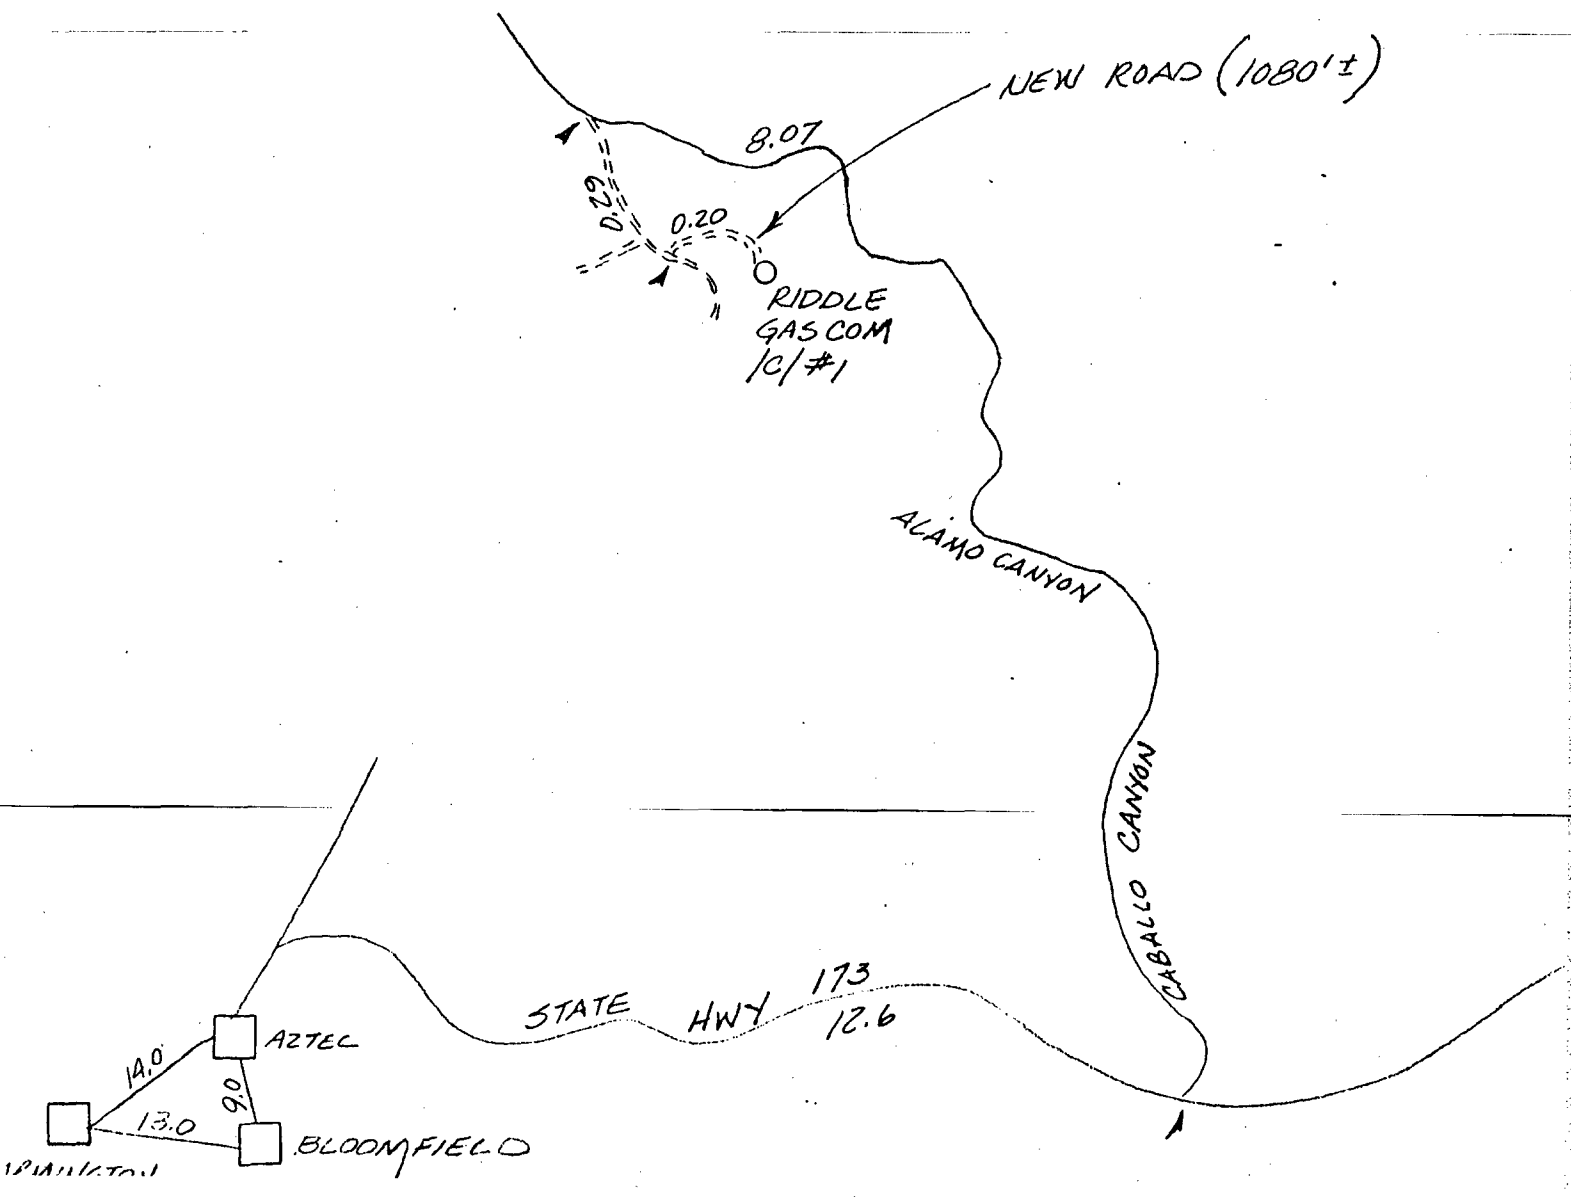 NEW ROAD (1080'±)
8.07
0.29
0.20
RIDDLE
GAS COM
/C/ #1
ALAMO CANYON
CABALLO CANYON
STATE HWY 173
12.6
AZTEC
14.0
9.0
13.0
BLOOMFIELD